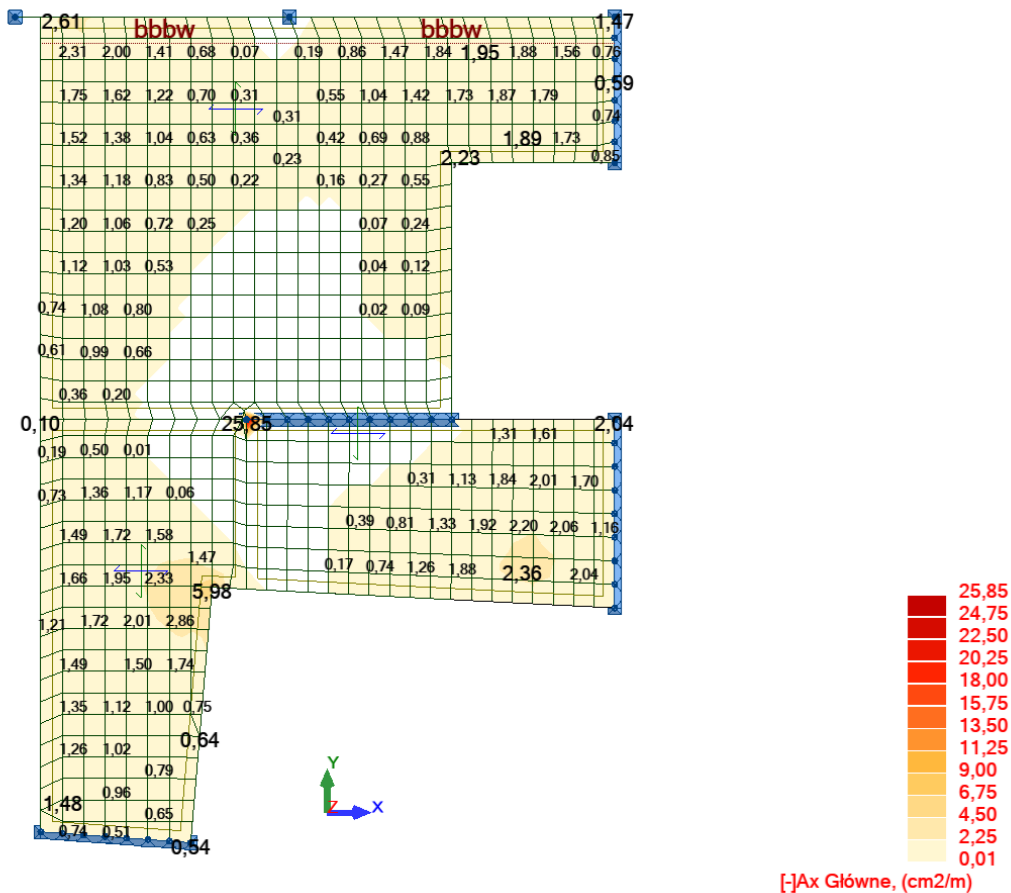 2,61 1,47
bbbw bbbw
2,31 2,00 1,41 0,68 0,07 0,19 0,86 1,47 1,84 1,95 1,88 1,56 0,76
0,59
1,75 1,62 1,22 0,70 0,31 0,55 1,04 1,42 1,73 1,87 1,79
0,31 0,74
1,52 1,38 1,04 0,63 0,36 0,42 0,69 0,88 1,89 1,73
0,23 2,23 0,85
1,34 1,18 0,83 0,50 0,22 0,16 0,27 0,55
1,20 1,06 0,72 0,25 0,07 0,24
1,12 1,03 0,53 0,04 0,12
0,74 1,08 0,80 0,02 0,09
0,61 0,99 0,66
0,36 0,20
0,10 25,85 2,04
1,31 1,61
0,19 0,50 0,01
0,31 1,13 1,84 2,01 1,70
0,73 1,36 1,17 0,06
0,39 0,81 1,33 1,92 2,20 2,06 1,16
1,49 1,72 1,58
1,47
0,17 0,74 1,26 1,88 2,36 2,04
1,66 1,95 2,33
5,98
1,21 1,72 2,01 2,86
1,49 1,50 1,74
1,35 1,12 1,00 0,75
0,64
1,26 1,02
0,79
0,96
1,48
0,65
0,74 0,51
0,54
Y
Z X
25,85
24,75
22,50
20,25
18,00
15,75
13,50
11,25
9,00
6,75
4,50
2,25
0,01
[-]Ax Główne, (cm2/m)